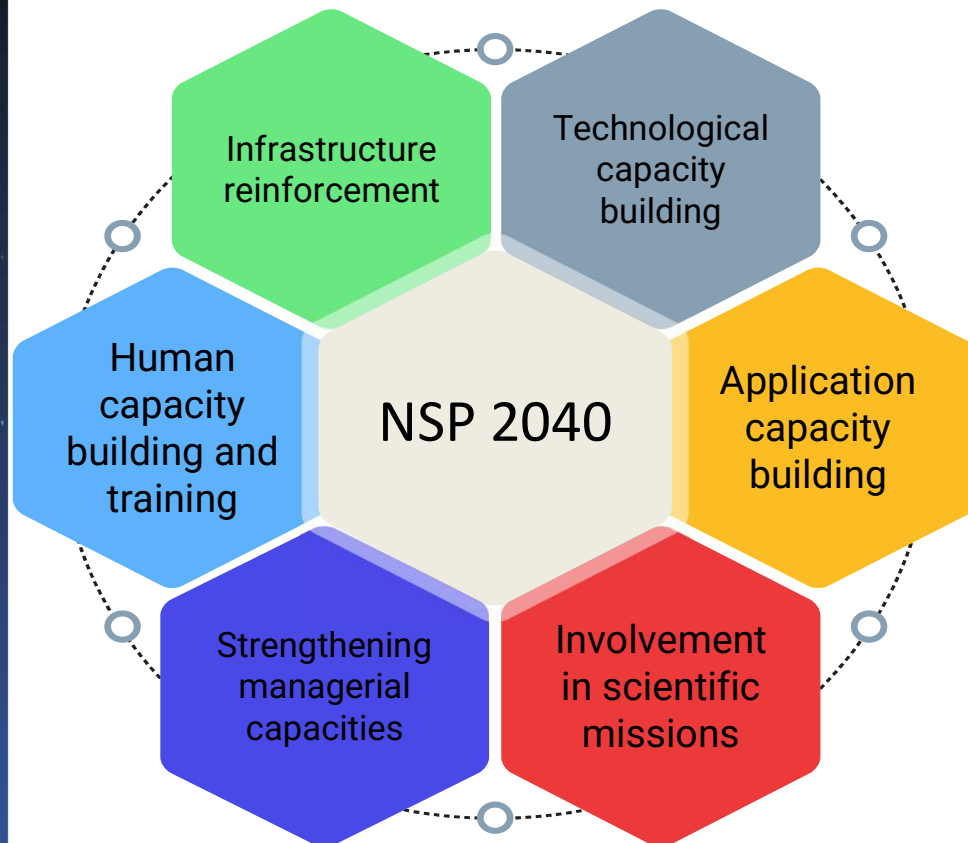 Infrastructure
reinforcement
Technological
capacity
building
Human
capacity
building and
training
NSP 2040
Application
capacity
building
Strengthening
managerial
capacities
Involvement
in scientific
missions